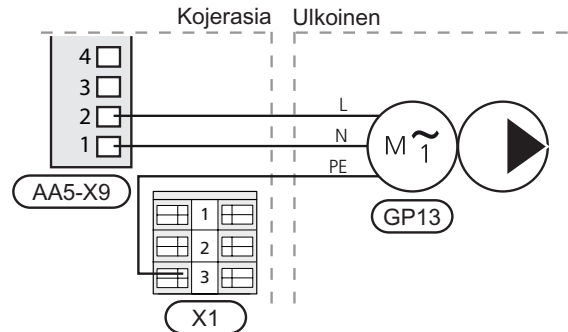 Kojerasia
Ulkoinen
4
3
2
1
L
N
PE
M ~ 1
AA5-X9
GP13
1
2
3
X1